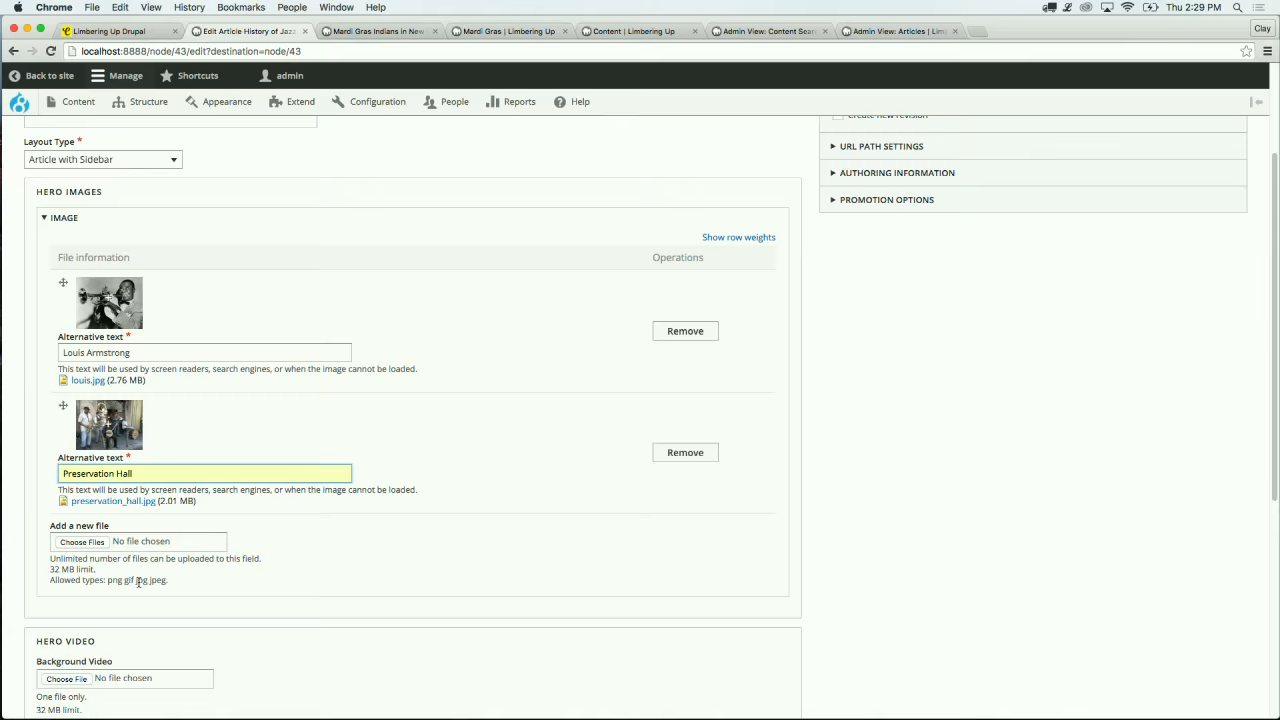 Chrome File Edit View History Bookmarks People Window Help Thu 2:29 PM
Limbering Up Drupal Edit Article History of Jazz Mardi Gras Indians in New Mardi Gras | Limbering Up Content | Limbering Up Admin View: Content Sear Admin View: Articles | Lim Clay
localhost:8888/node/43/edit?destination=node/43
Back to site Manage Shortcuts admin
Content Structure Appearance Extend Configuration People Reports Help
Create new revision
Layout Type *
Article with Sidebar
URL PATH SETTINGS
AUTHORING INFORMATION
PROMOTION OPTIONS
HERO IMAGES
IMAGE
Show row weights
File information Operations
Alternative text *
Louis Armstrong
Remove
This text will be used by screen readers, search engines, or when the image cannot be loaded.
louis.jpg (2.76 MB)
Alternative text *
Preservation Hall
Remove
This text will be used by screen readers, search engines, or when the image cannot be loaded.
preservation_hall.jpg (2.01 MB)
Add a new file
Choose Files No file chosen
Unlimited number of files can be uploaded to this field.
32 MB limit.
Allowed types: png gif jpg jpeg.
HERO VIDEO
Background Video
Choose File No file chosen
One file only.
32 MB limit.